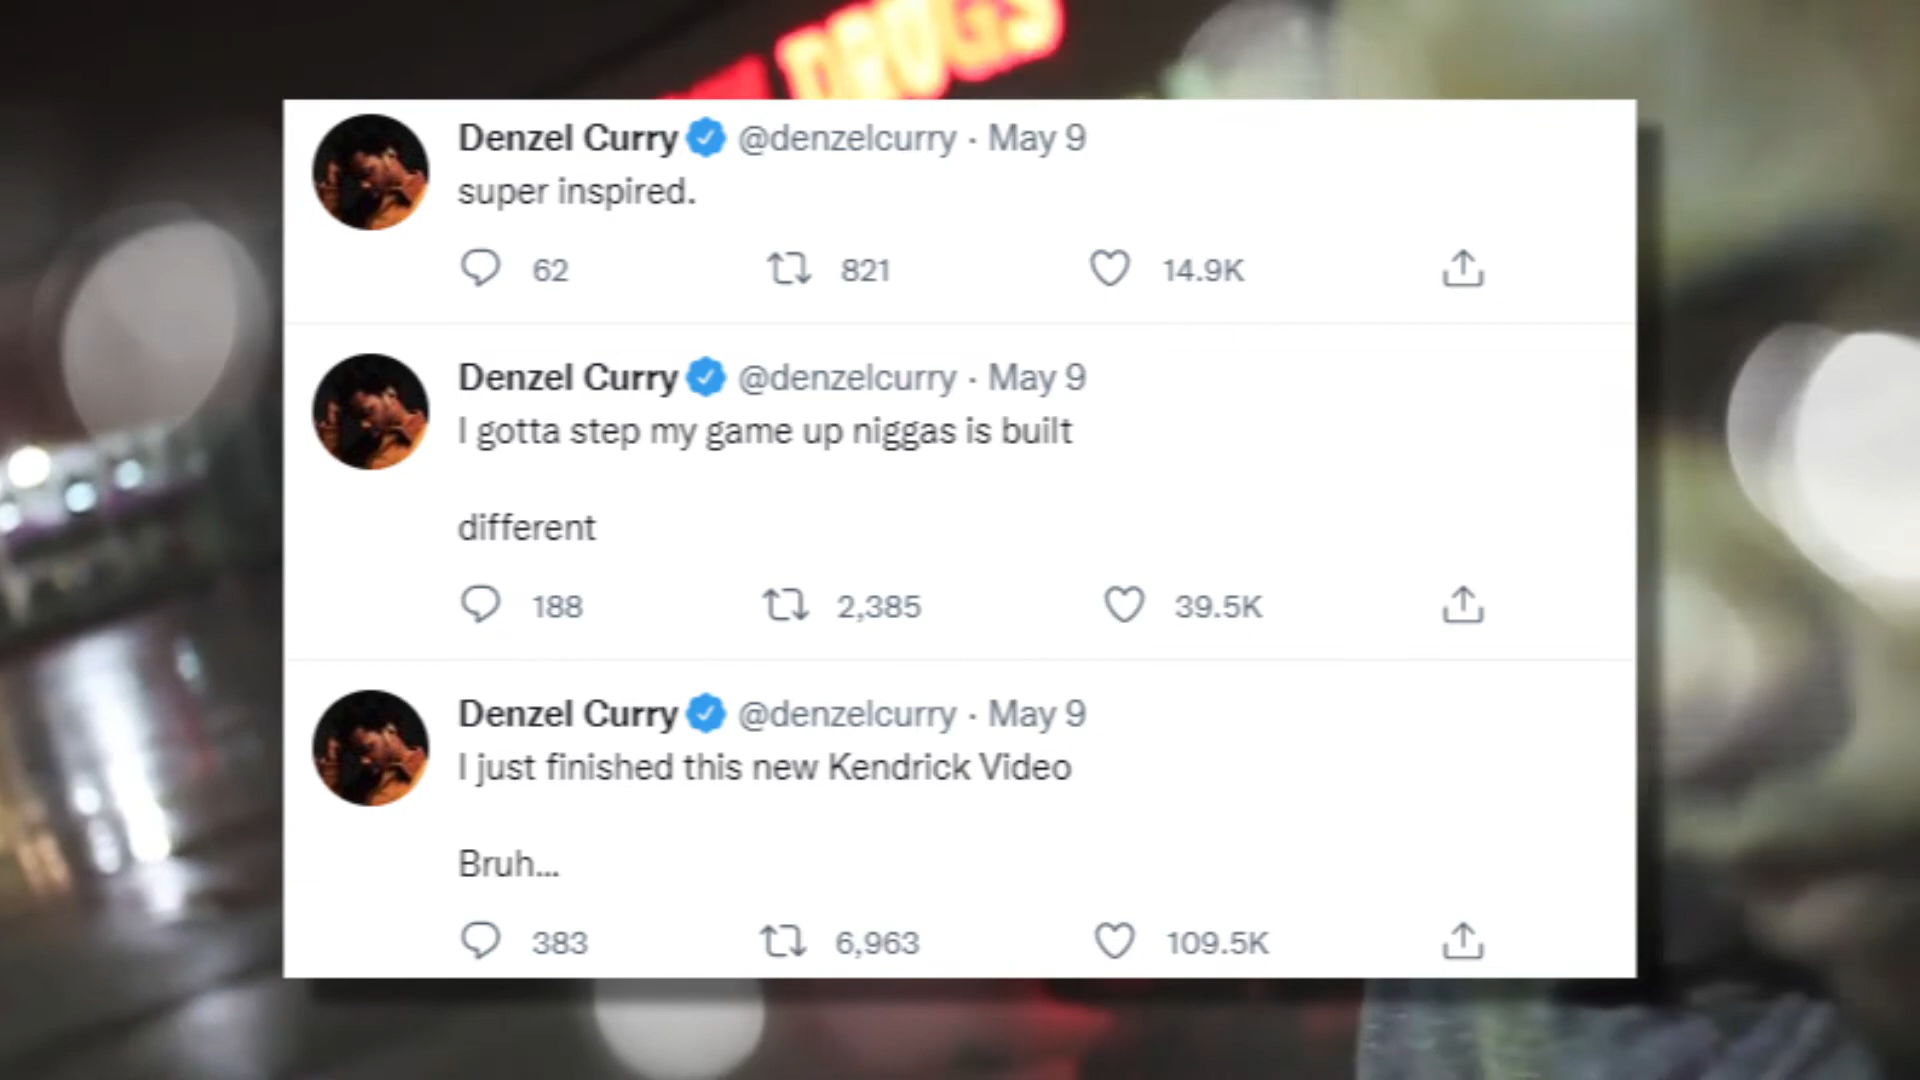 DRUGS
Denzel Curry @denzelcurry · May 9
super inspired.
62 821 14.9K
Denzel Curry @denzelcurry · May 9
I gotta step my game up niggas is built
different
188 2,385 39.5K
Denzel Curry @denzelcurry · May 9
I just finished this new Kendrick Video
Bruh...
383 6,963 109.5K